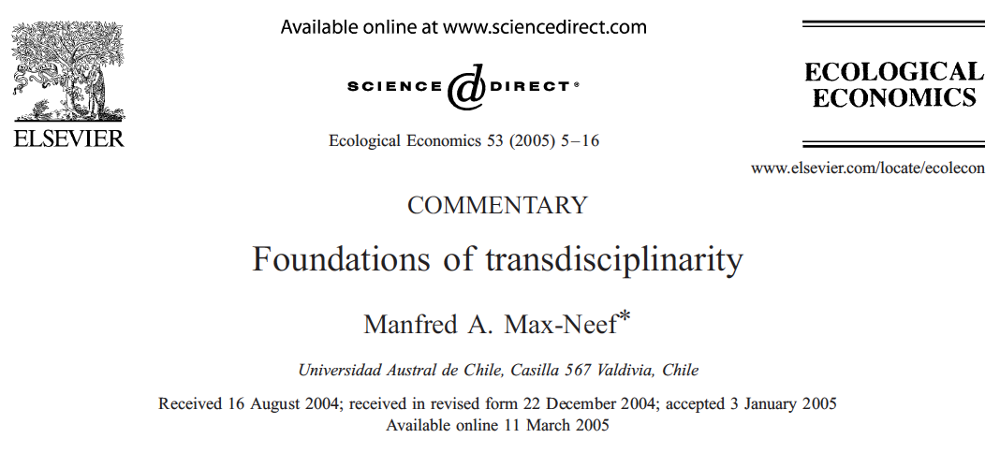 Available online at www.sciencedirect.com
SCIENCE DIRECT®
ECOLOGICAL
ECONOMICS
ELSEVIER
Ecological Economics 53 (2005) 5–16
www.elsevier.com/locate/ecolecon
COMMENTARY
Foundations of transdisciplinarity
Manfred A. Max-Neef*
Universidad Austral de Chile, Casilla 567 Valdivia, Chile
Received 16 August 2004; received in revised form 22 December 2004; accepted 3 January 2005
Available online 11 March 2005